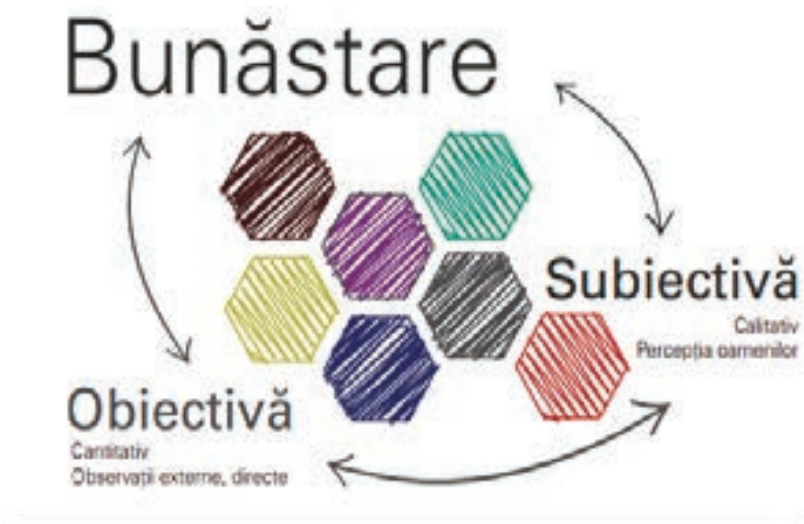 Bunăstare
Subiectivă
Calitativ
Percepția oamenilor
Obiectivă
Cantitativ
Observații externe, directe